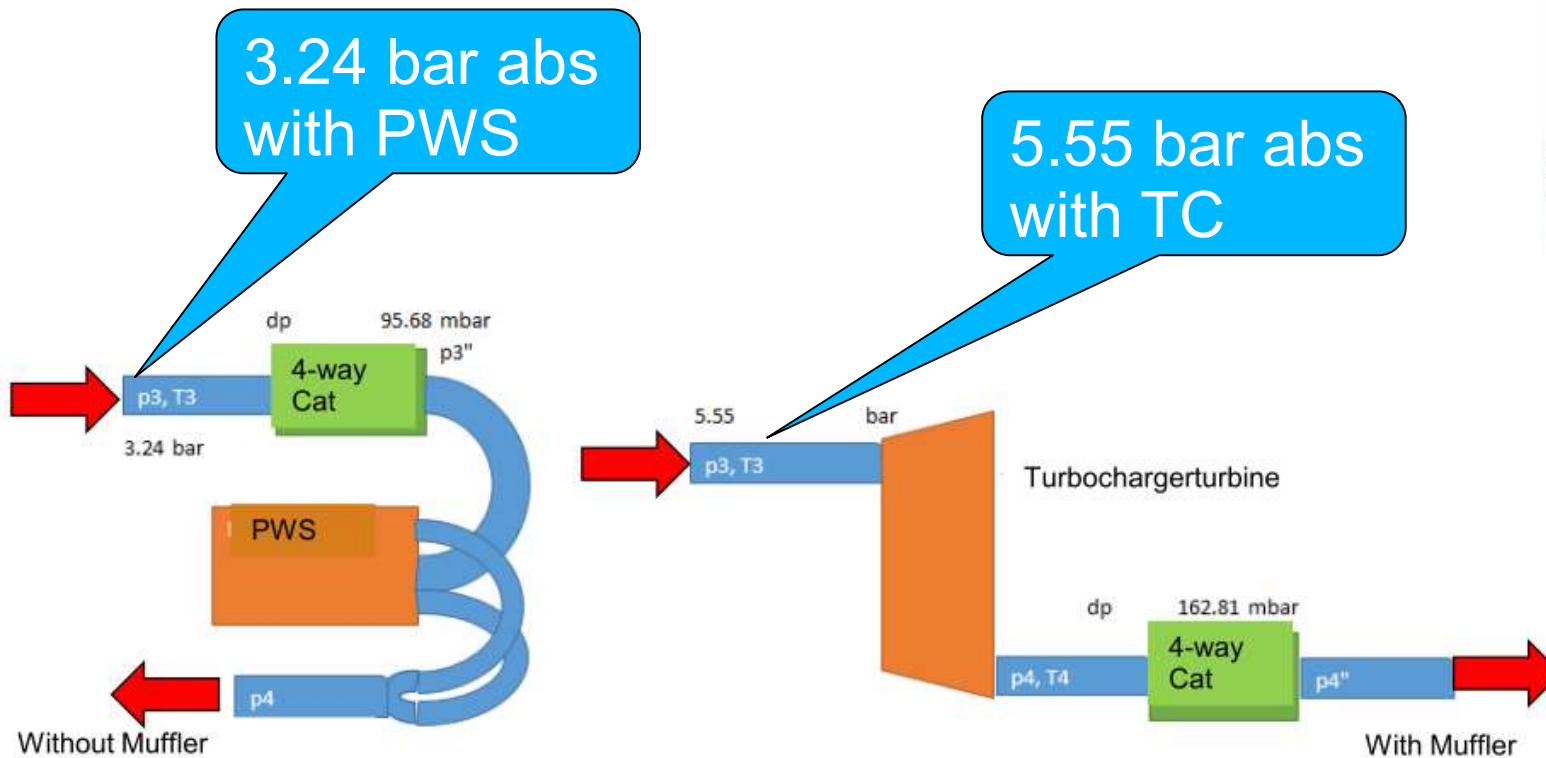 3.24 bar abs
with PWS
5.55 bar abs
with TC
dp 95.68 mbar
p3"
4-way
Cat
p3, T3
3.24 bar
PWS
p4
Without Muffler
5.55 bar
p3, T3
Turbochargerturbine
dp 162.81 mbar
4-way
Cat
p4, T4
p4"
With Muffler